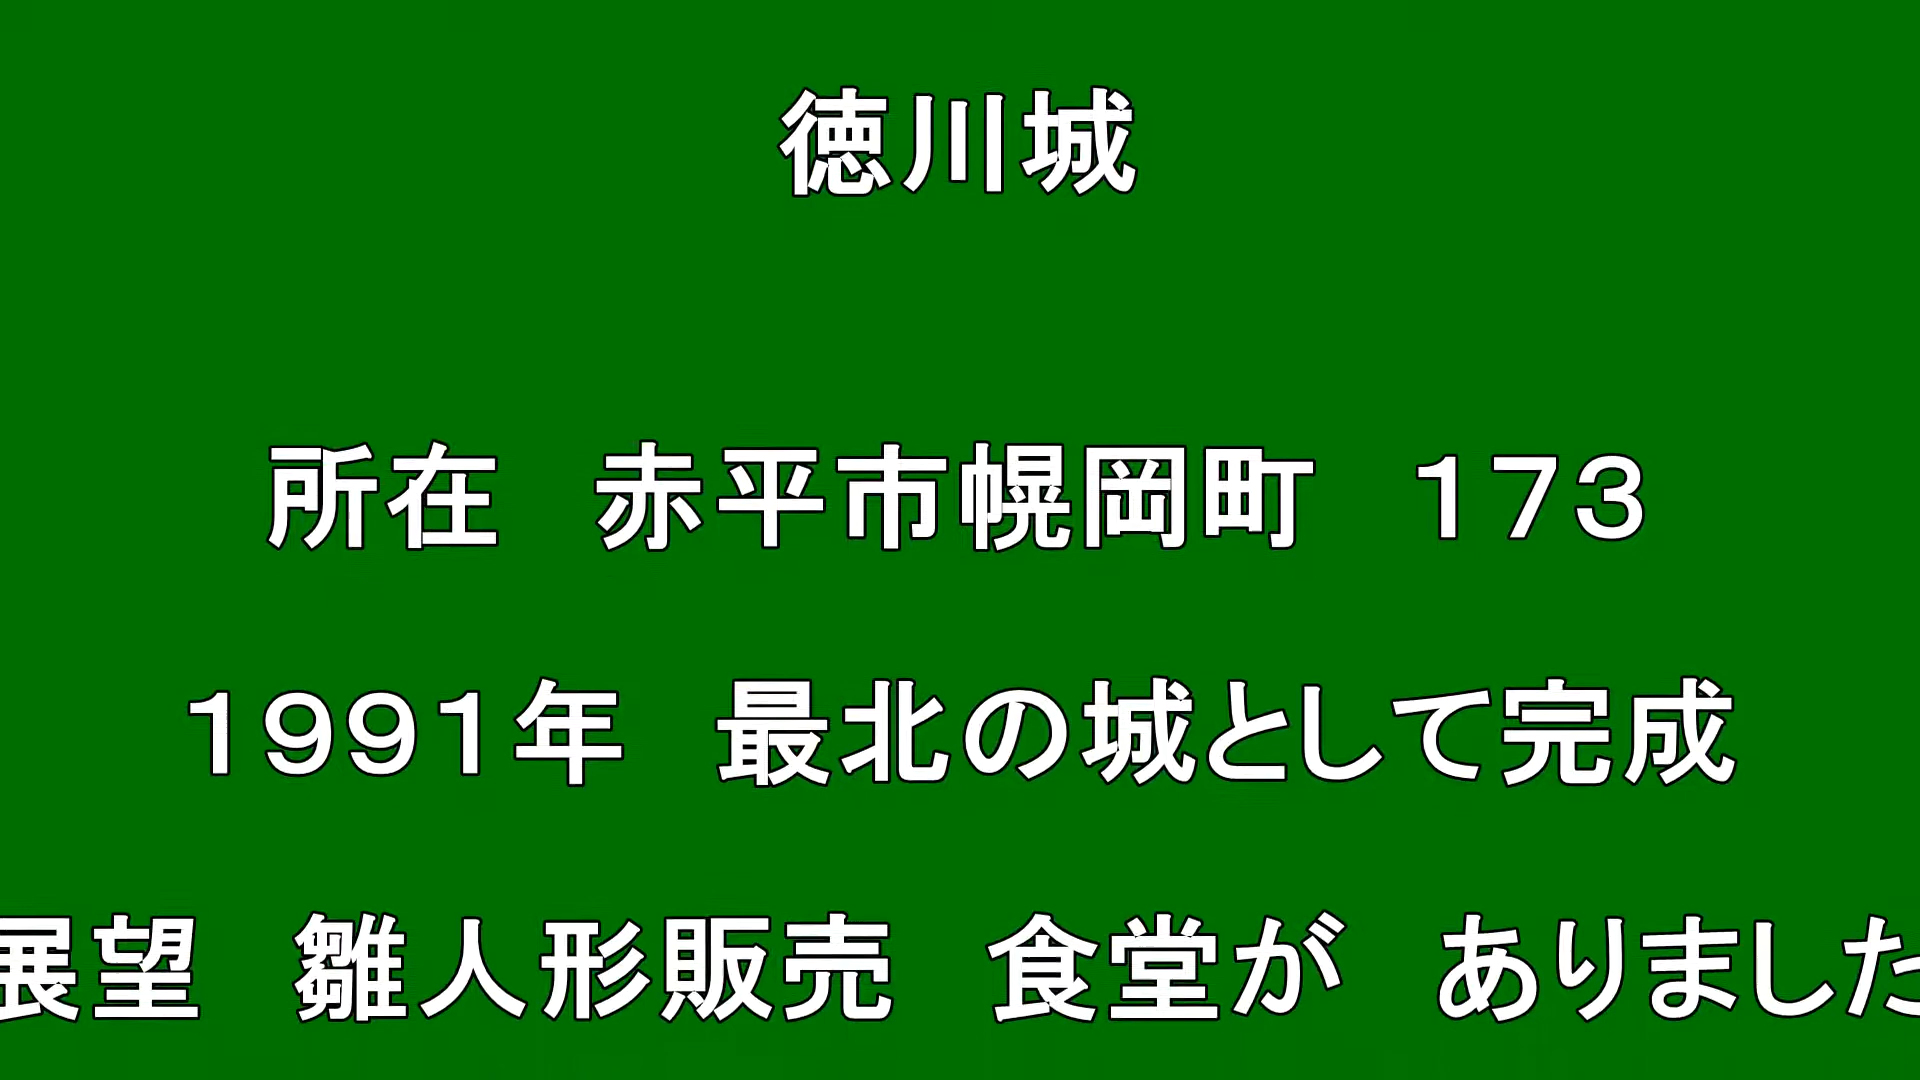 徳川城
所在　赤平市幌岡町　１７３
１９９１年　最北の城として完成
展望　雛人形販売　食堂が　ありました